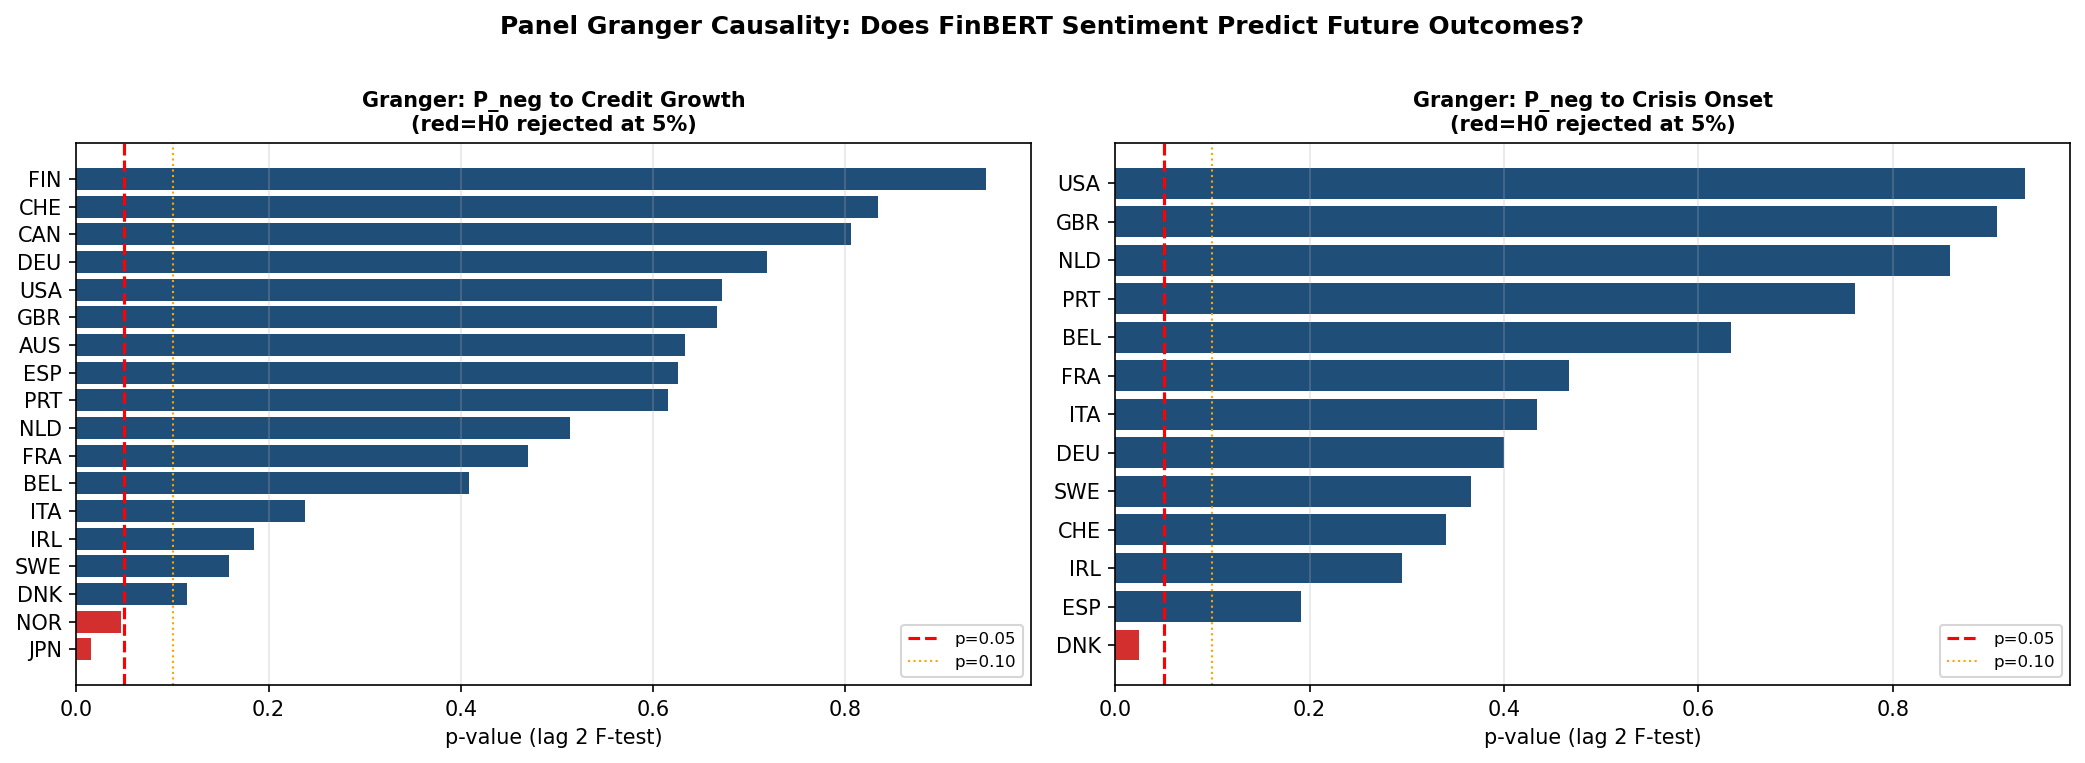 Panel Granger Causality: Does FinBERT Sentiment Predict Future Outcomes?
Granger: P_neg to Credit Growth
(red=H0 rejected at 5%)
FIN
CHE
CAN
DEU
USA
GBR
AUS
ESP
PRT
NLD
FRA
BEL
ITA
IRL
SWE
DNK
NOR
JPN
p=0.05
p=0.10
0.0 0.2 0.4 0.6 0.8
p-value (lag 2 F-test)
Granger: P_neg to Crisis Onset
(red=H0 rejected at 5%)
USA
GBR
NLD
PRT
BEL
FRA
ITA
DEU
SWE
CHE
IRL
ESP
DNK
p=0.05
p=0.10
0.0 0.2 0.4 0.6 0.8
p-value (lag 2 F-test)